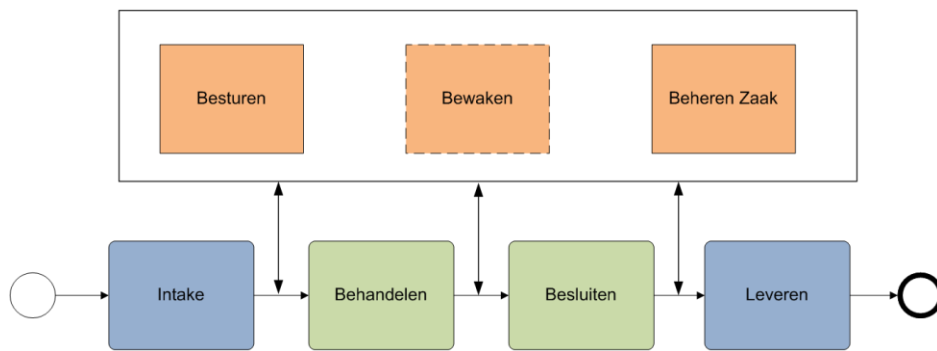 Besturen
Bewaken
Beheren Zaak
Intake
Behandelen
Besluiten
Leveren